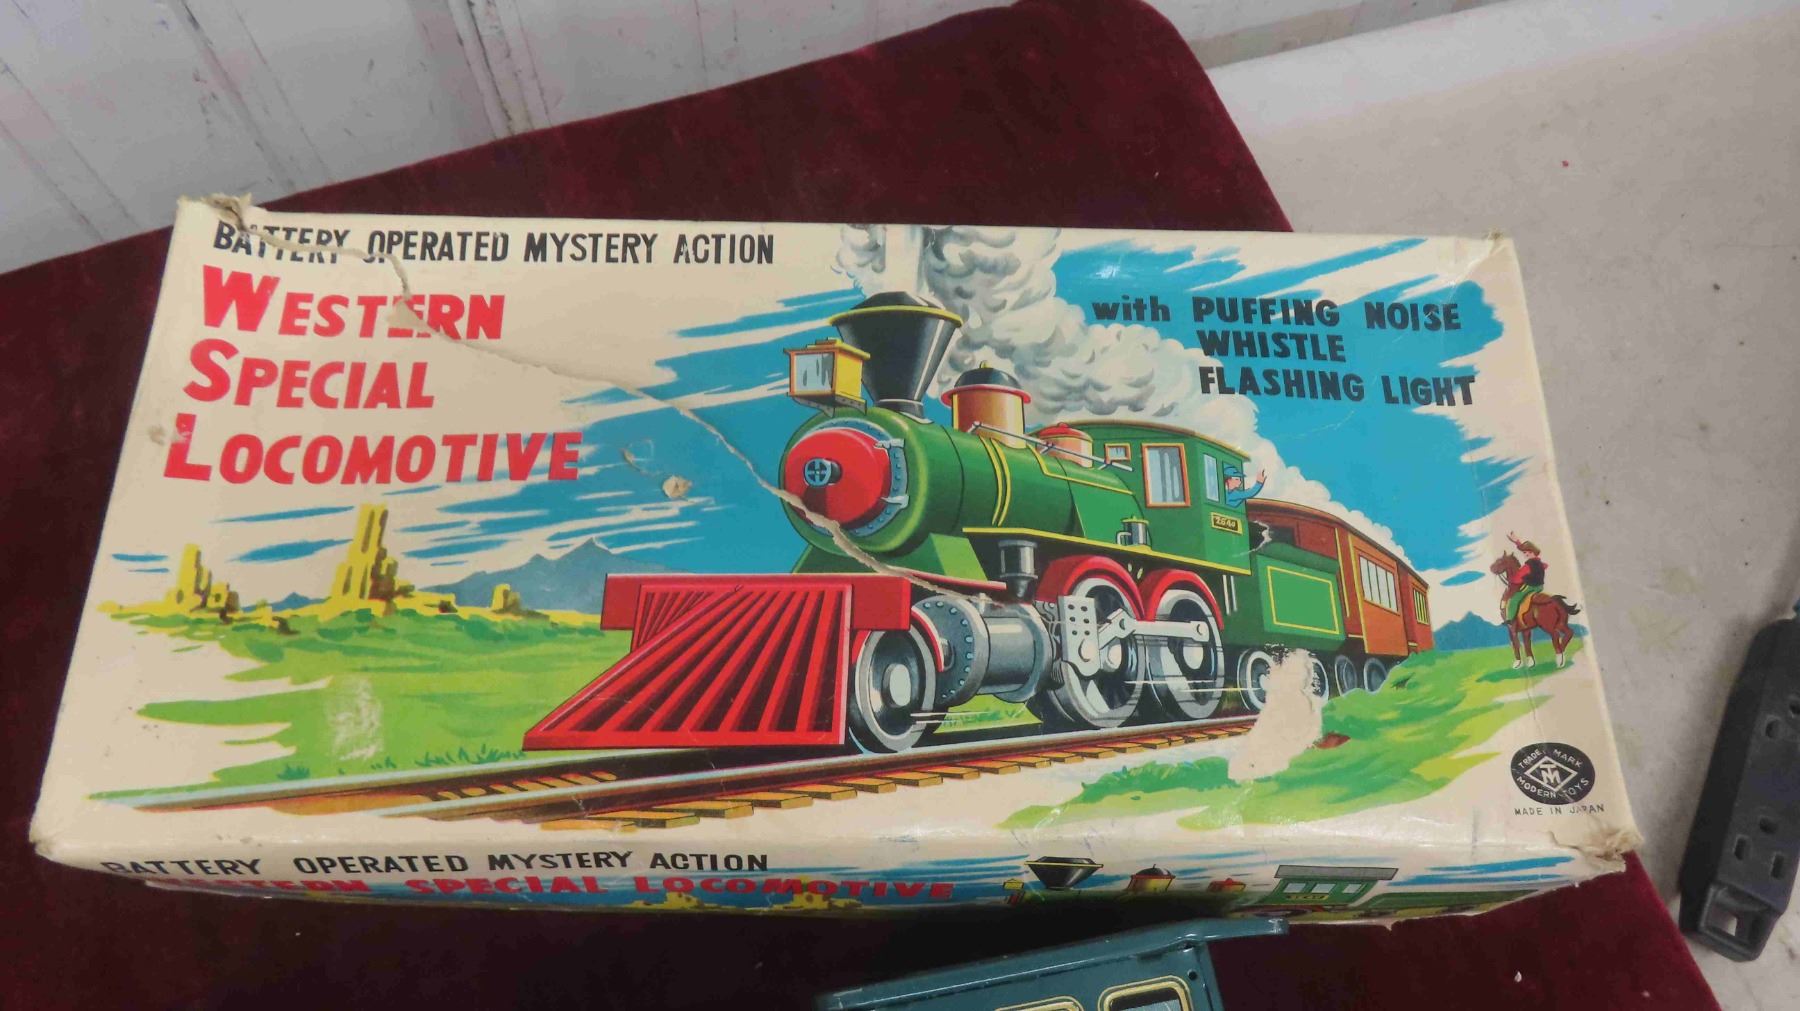 BATTERY OPERATED MYSTERY ACTION
WESTERN
SPECIAL
LOCOMOTIVE
with PUFFING NOISE
WHISTLE
FLASHING LIGHT
TRADE MARK
TM
MODERN TOYS
MADE IN JAPAN
BATTERY OPERATED MYSTERY ACTION
WESTERN SPECIAL LOCOMOTIVE